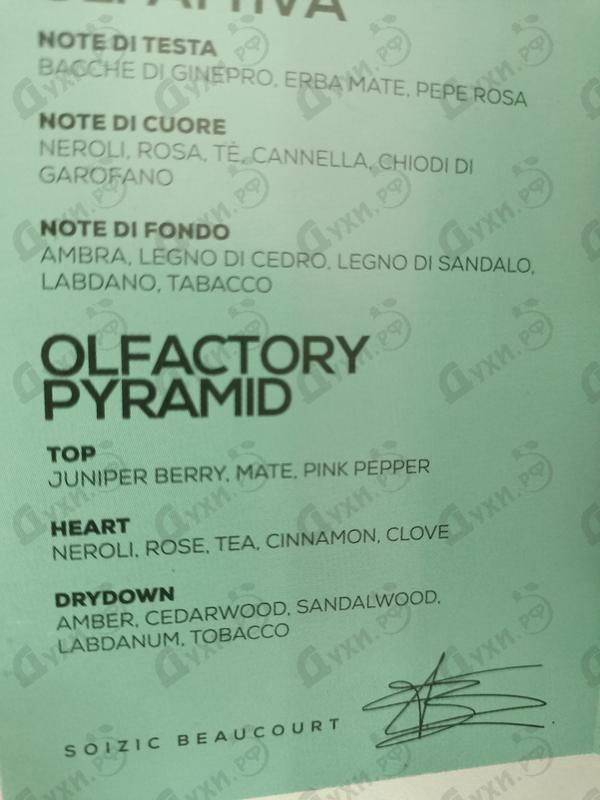 NOTE DI TESTA
BACCHE DI GINEPRO, ERBA MATE, PEPE ROSA
NOTE DI CUORE
NEROLI, ROSA, TÈ, CANNELLA, CHIODI DI
GAROFANO
NOTE DI FONDO
AMBRA, LEGNO DI CEDRO, LEGNO DI SANDALO,
LABDANO, TABACCO
OLFACTORY
PYRAMID
TOP
JUNIPER BERRY, MATE, PINK PEPPER
HEART
NEROLI, ROSE, TEA, CINNAMON, CLOVE
DRYDOWN
AMBER, CEDARWOOD, SANDALWOOD,
LABDANUM, TOBACCO
SOIZIC BEAUCOURT
духи.рф